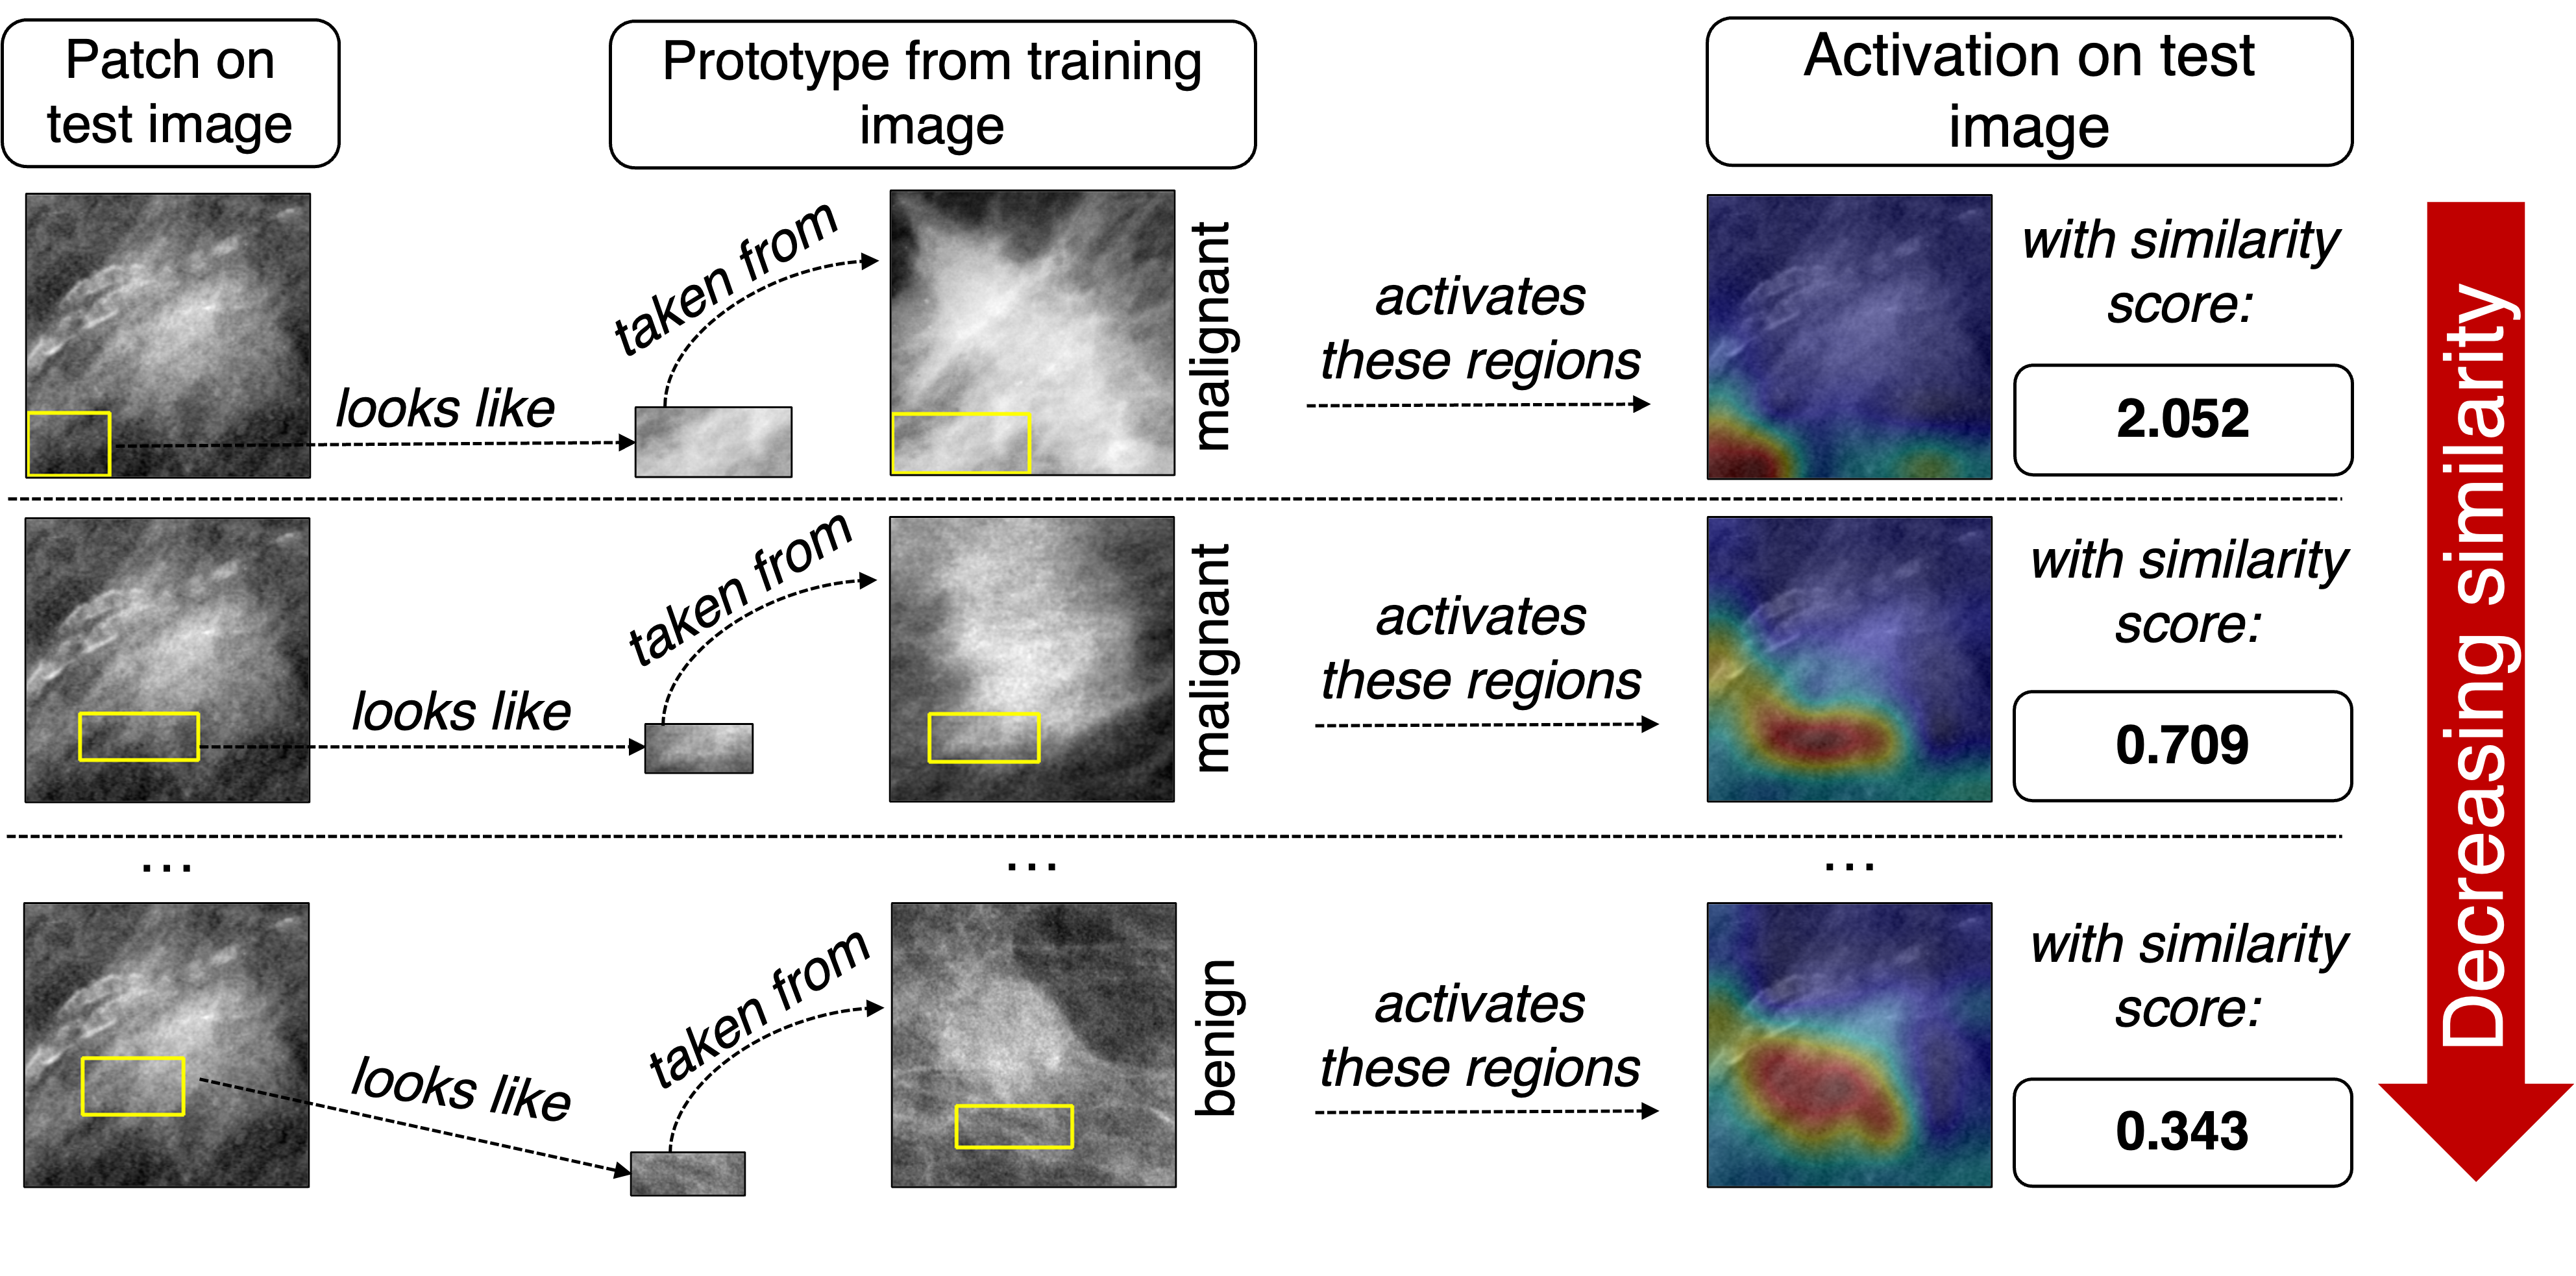 Patch on
test image
Prototype from training
image
Activation on test
image
looks like
taken from
malignant
activates
these regions
with similarity
score:
2.052
looks like
taken from
malignant
activates
these regions
with similarity
score:
0.709
...
...
...
looks like
taken from
benign
activates
these regions
with similarity
score:
0.343
Decreasing similarity